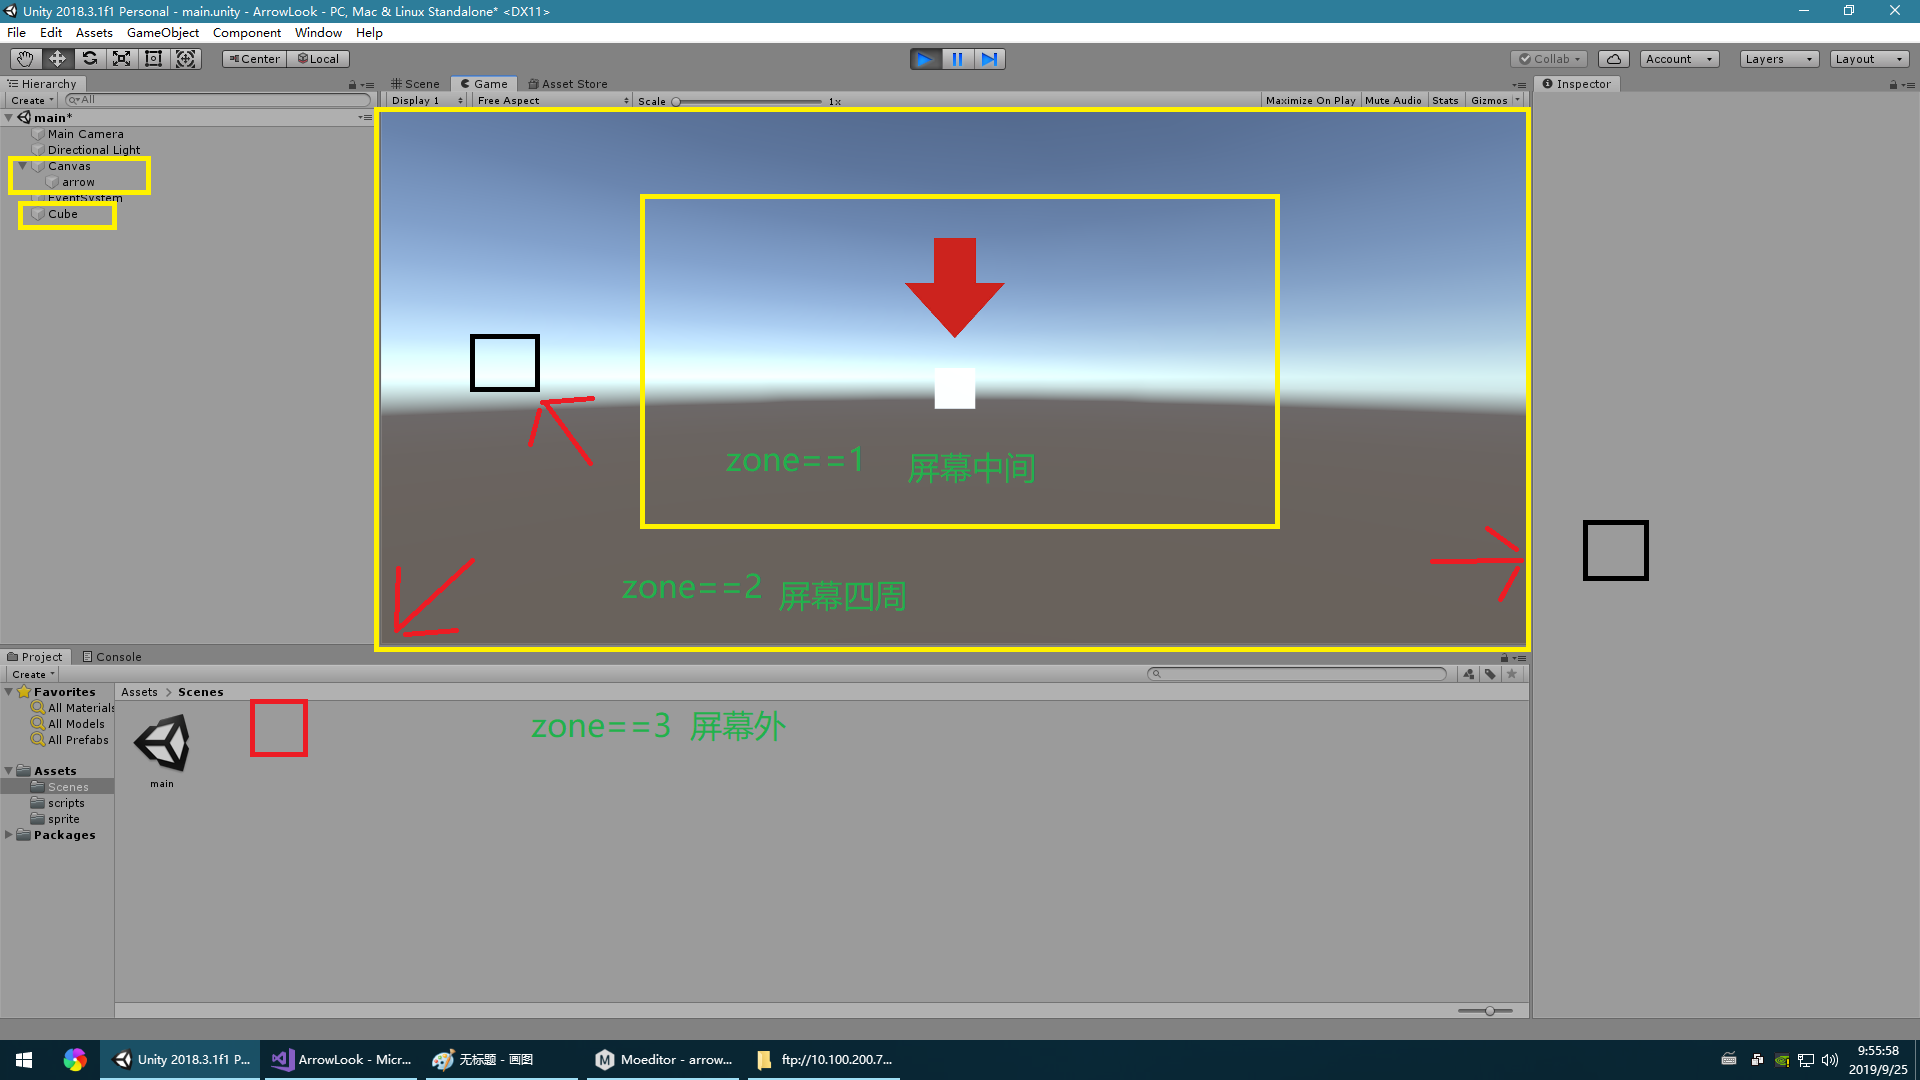 Unity 2018.3.1f1 Personal - main.unity - ArrowLook - PC, Mac & Linux Standalone* <DX11>
File Edit Assets GameObject Component Window Help
Center Local Collab Account Layers Layout
Hierarchy Scene Game Asset Store Inspector
Create All Display 1 Free Aspect Scale 1x Maximize On Play Mute Audio Stats Gizmos
main*
Main Camera
Directional Light
Canvas
arrow
EventSystem
Cube
zone==1 屏幕中间
zone==2 屏幕四周
Project Console
Create
Favorites Assets > Scenes
All Materials
All Models
All Prefabs
zone==3 屏幕外
Assets
Scenes main
scripts
sprite
Packages
Unity 2018.3.1f1 P... ArrowLook - Micr... 无标题 - 画图 Moeditor - arrow... ftp://10.100.200.7...
9:55:58
2019/9/25